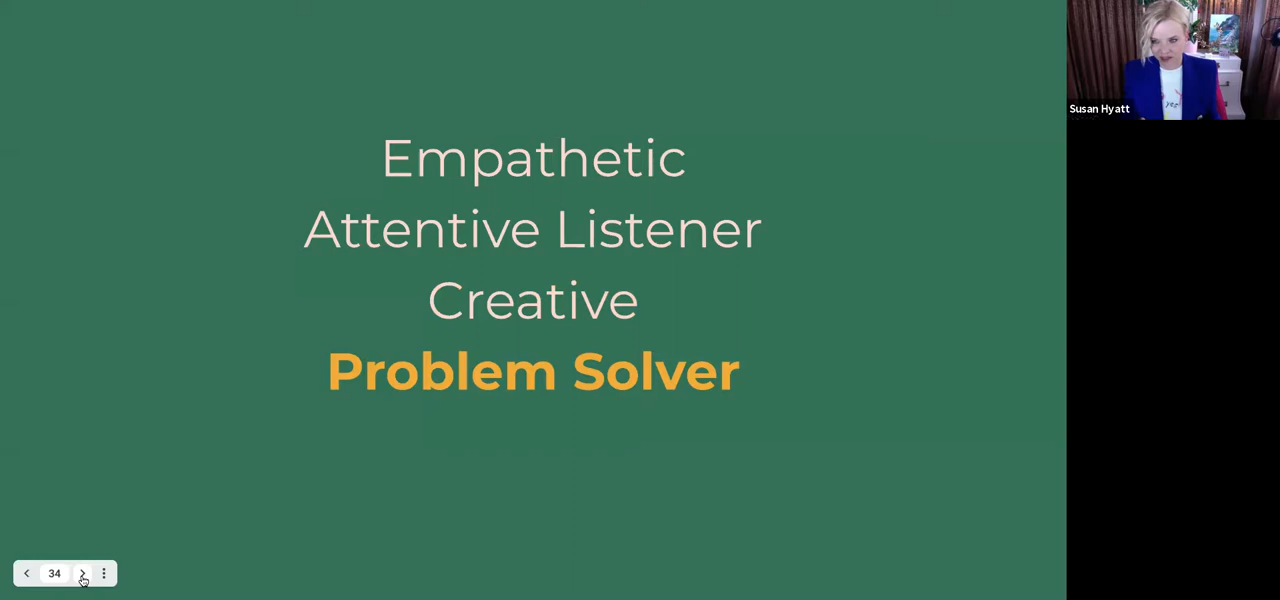 Empathetic
Attentive Listener
Creative
Problem Solver
Susan Hyatt
34